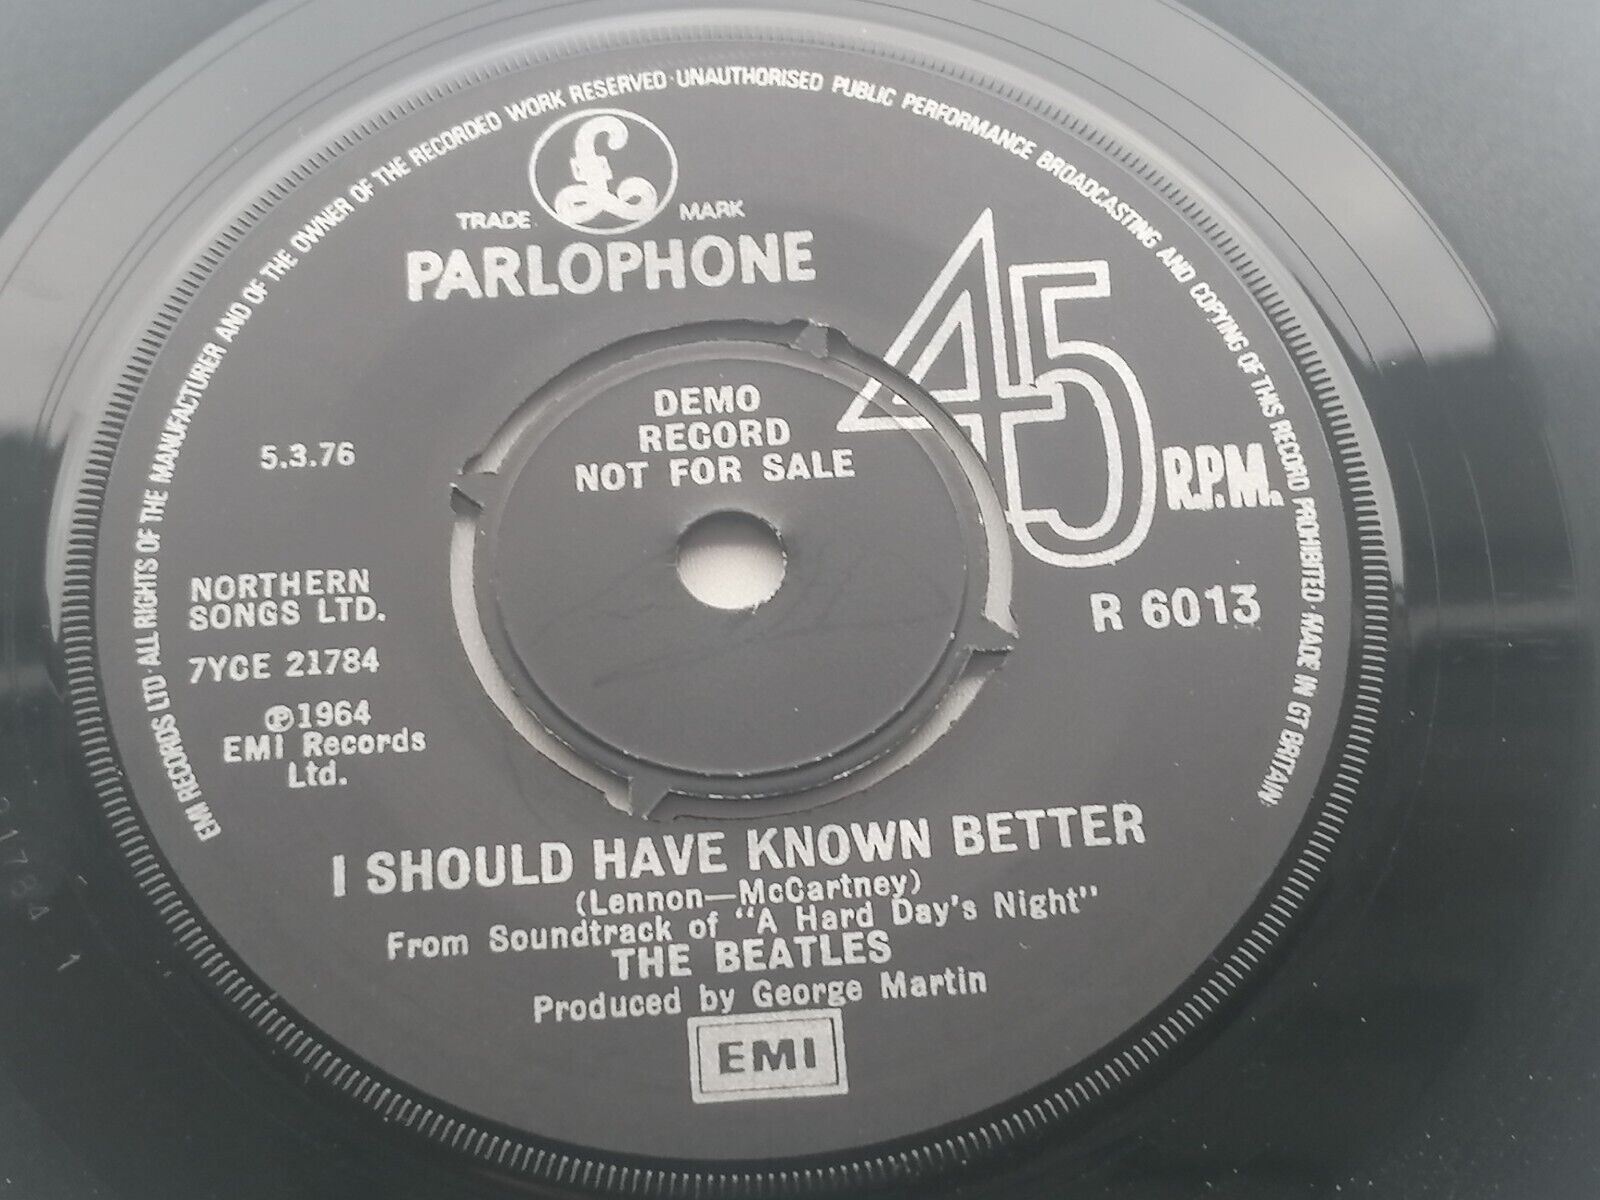 EMI RECORDS LTD·ALL RIGHTS OF THE MANUFACTURER AND OF THE OWNER OF THE RECORDED WORK RESERVED·UNAUTHORISED PUBLIC PERFORMANCE BROADCASTING AND COPYING OF THIS RECORD PROHIBITED·MADE IN GT BRITAIN
£
TRADE MARK
PARLOPHONE
45 R.P.M.
DEMO
RECORD
NOT FOR SALE
5.3.76
NORTHERN
SONGS LTD.
7YCE 21784
℗1964
EMI Records
Ltd.
R 6013
I SHOULD HAVE KNOWN BETTER
(Lennon—McCartney)
From Soundtrack of "A Hard Day's Night"
THE BEATLES
Produced by George Martin
EMI